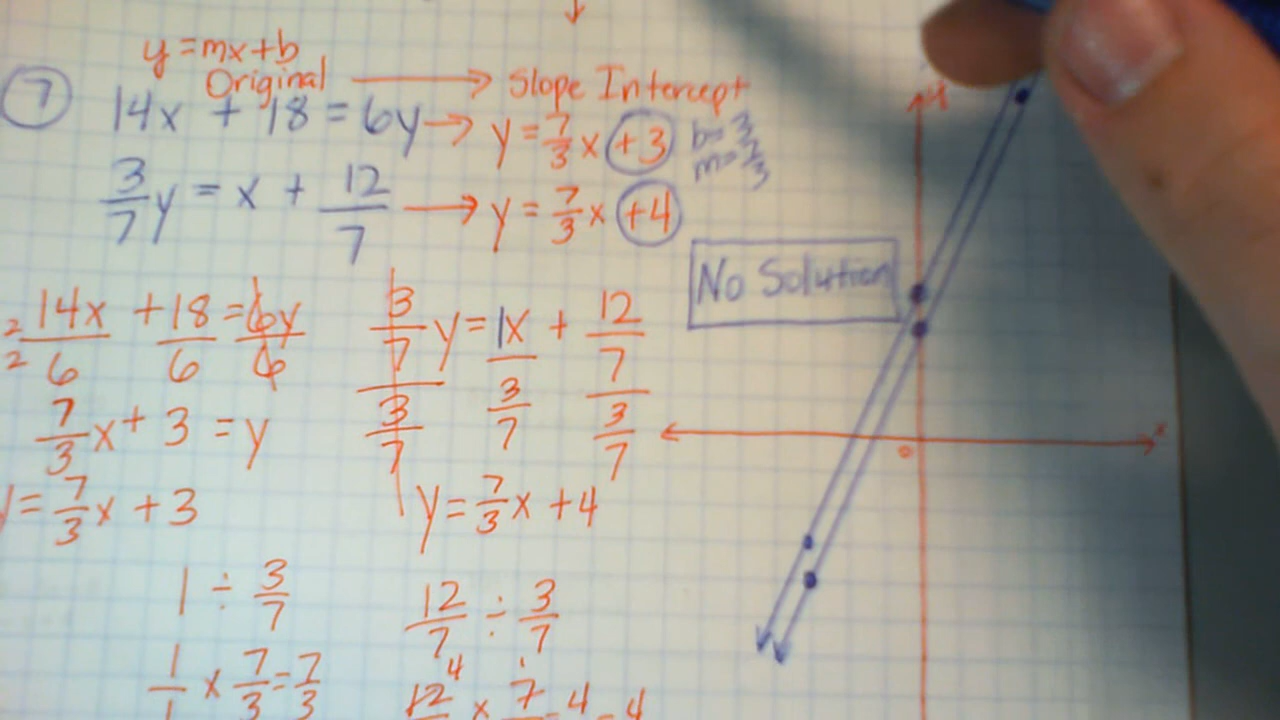 y = mx + b
Original → Slope Intercept
7 14x + 18 = 6y → y = 7/3 x + 3 b = 3 m = 7/3
3/7 y = x + 12/7 → y = 7/3 x + 4
No Solution
14x/6 + 18/6 = 6y/6
7/3 x + 3 = y
y = 7/3 x + 3
3/7 y / 3/7 = 1x / 3/7 + 12/7 / 3/7
y = 7/3 x + 4
1 ÷ 3/7
1/1 × 7/3 = 7/3
12/7 ÷ 3/7
y
x
0